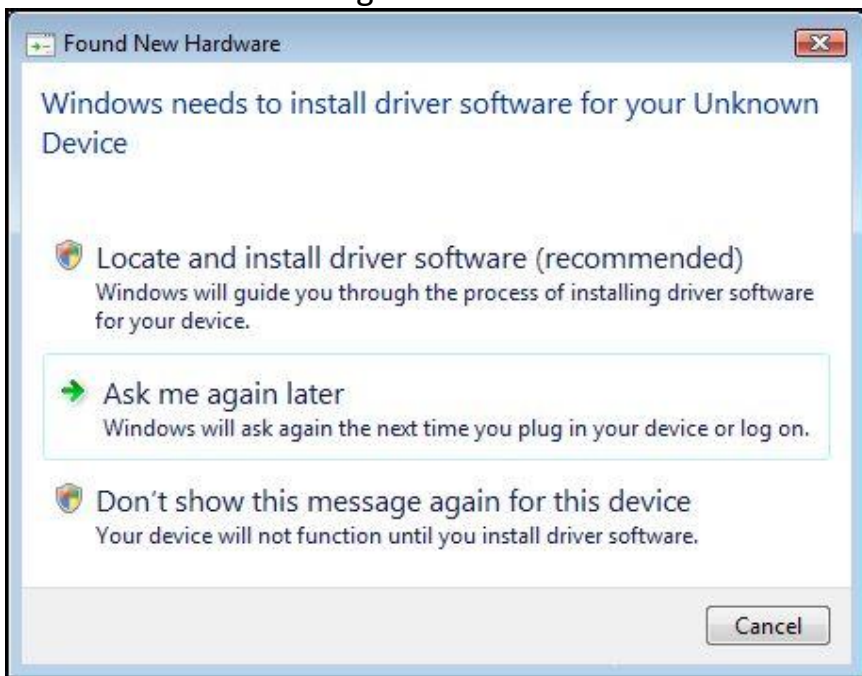 Found New Hardware
Windows needs to install driver software for your Unknown
Device
Locate and install driver software (recommended)
Windows will guide you through the process of installing driver software
for your device.
Ask me again later
Windows will ask again the next time you plug in your device or log on.
Don't show this message again for this device
Your device will not function until you install driver software.
Cancel